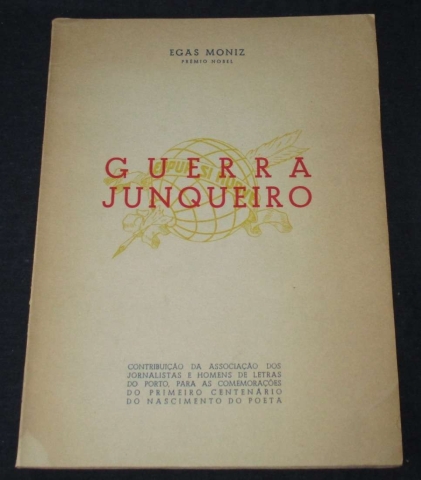 EGAS MONIZ
PRÉMIO NOBEL
GUERRA
JUNQUEIRO
CONTRIBUIÇÃO DA ASSOCIAÇÃO DOS
JORNALISTAS E HOMENS DE LETRAS
DO PORTO, PARA AS COMEMORAÇÕES
DO PRIMEIRO CENTENÁRIO
DO NASCIMENTO DO POETA